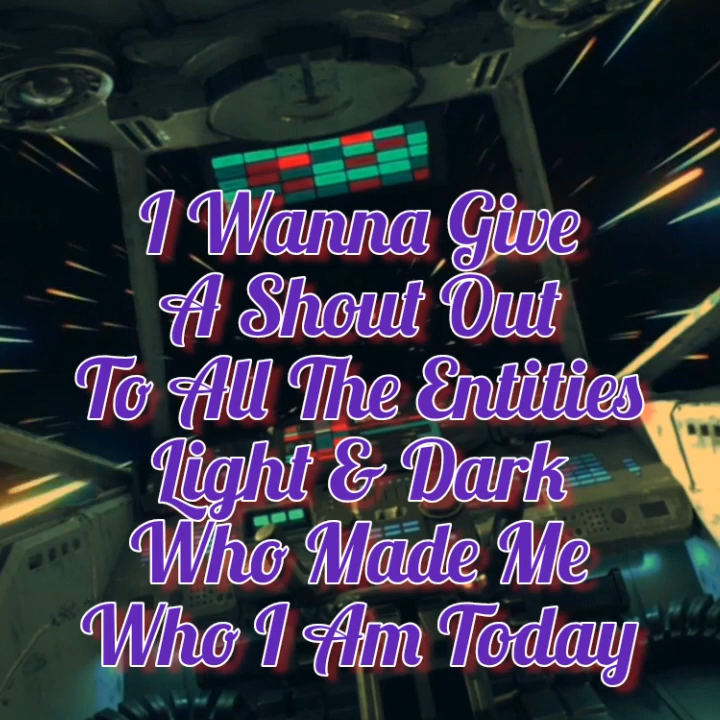 I Wanna Give
A Shout Out
To All The Entities
Light & Dark
Who Made Me
Who I Am Today